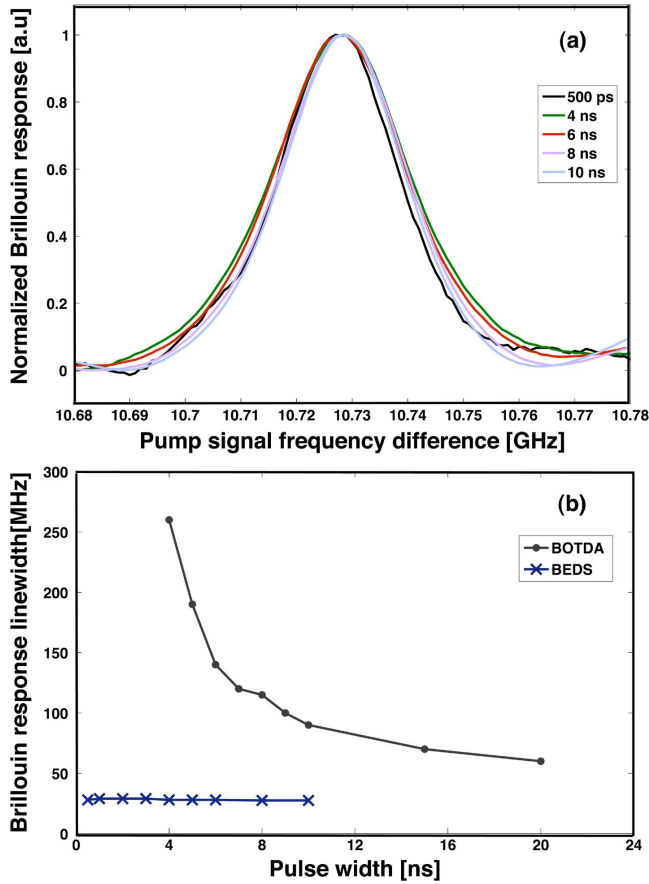 Normalized Brillouin response [a.u]
1
0.8
0.6
0.4
0.2
0
(a)
500 ps
4 ns
6 ns
8 ns
10 ns
10.68 10.69 10.7 10.71 10.72 10.73 10.74 10.75 10.76 10.77 10.78
Pump signal frequency difference [GHz]
Brillouin response linewidth[MHz]
300
250
200
150
100
50
0
(b)
BOTDA
BEDS
0 4 8 12 16 20 24
Pulse width [ns]